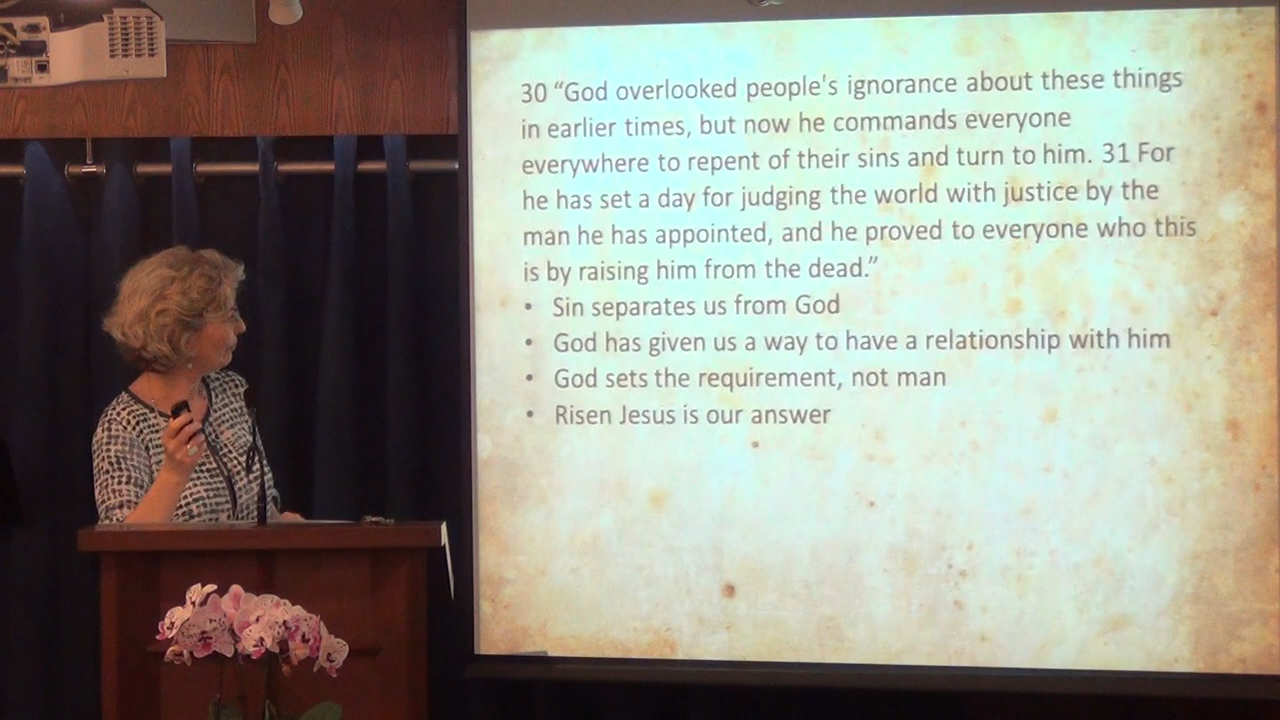 30 “God overlooked people's ignorance about these things
in earlier times, but now he commands everyone
everywhere to repent of their sins and turn to him. 31 For
he has set a day for judging the world with justice by the
man he has appointed, and he proved to everyone who this
is by raising him from the dead.”
• Sin separates us from God
• God has given us a way to have a relationship with him
• God sets the requirement, not man
• Risen Jesus is our answer